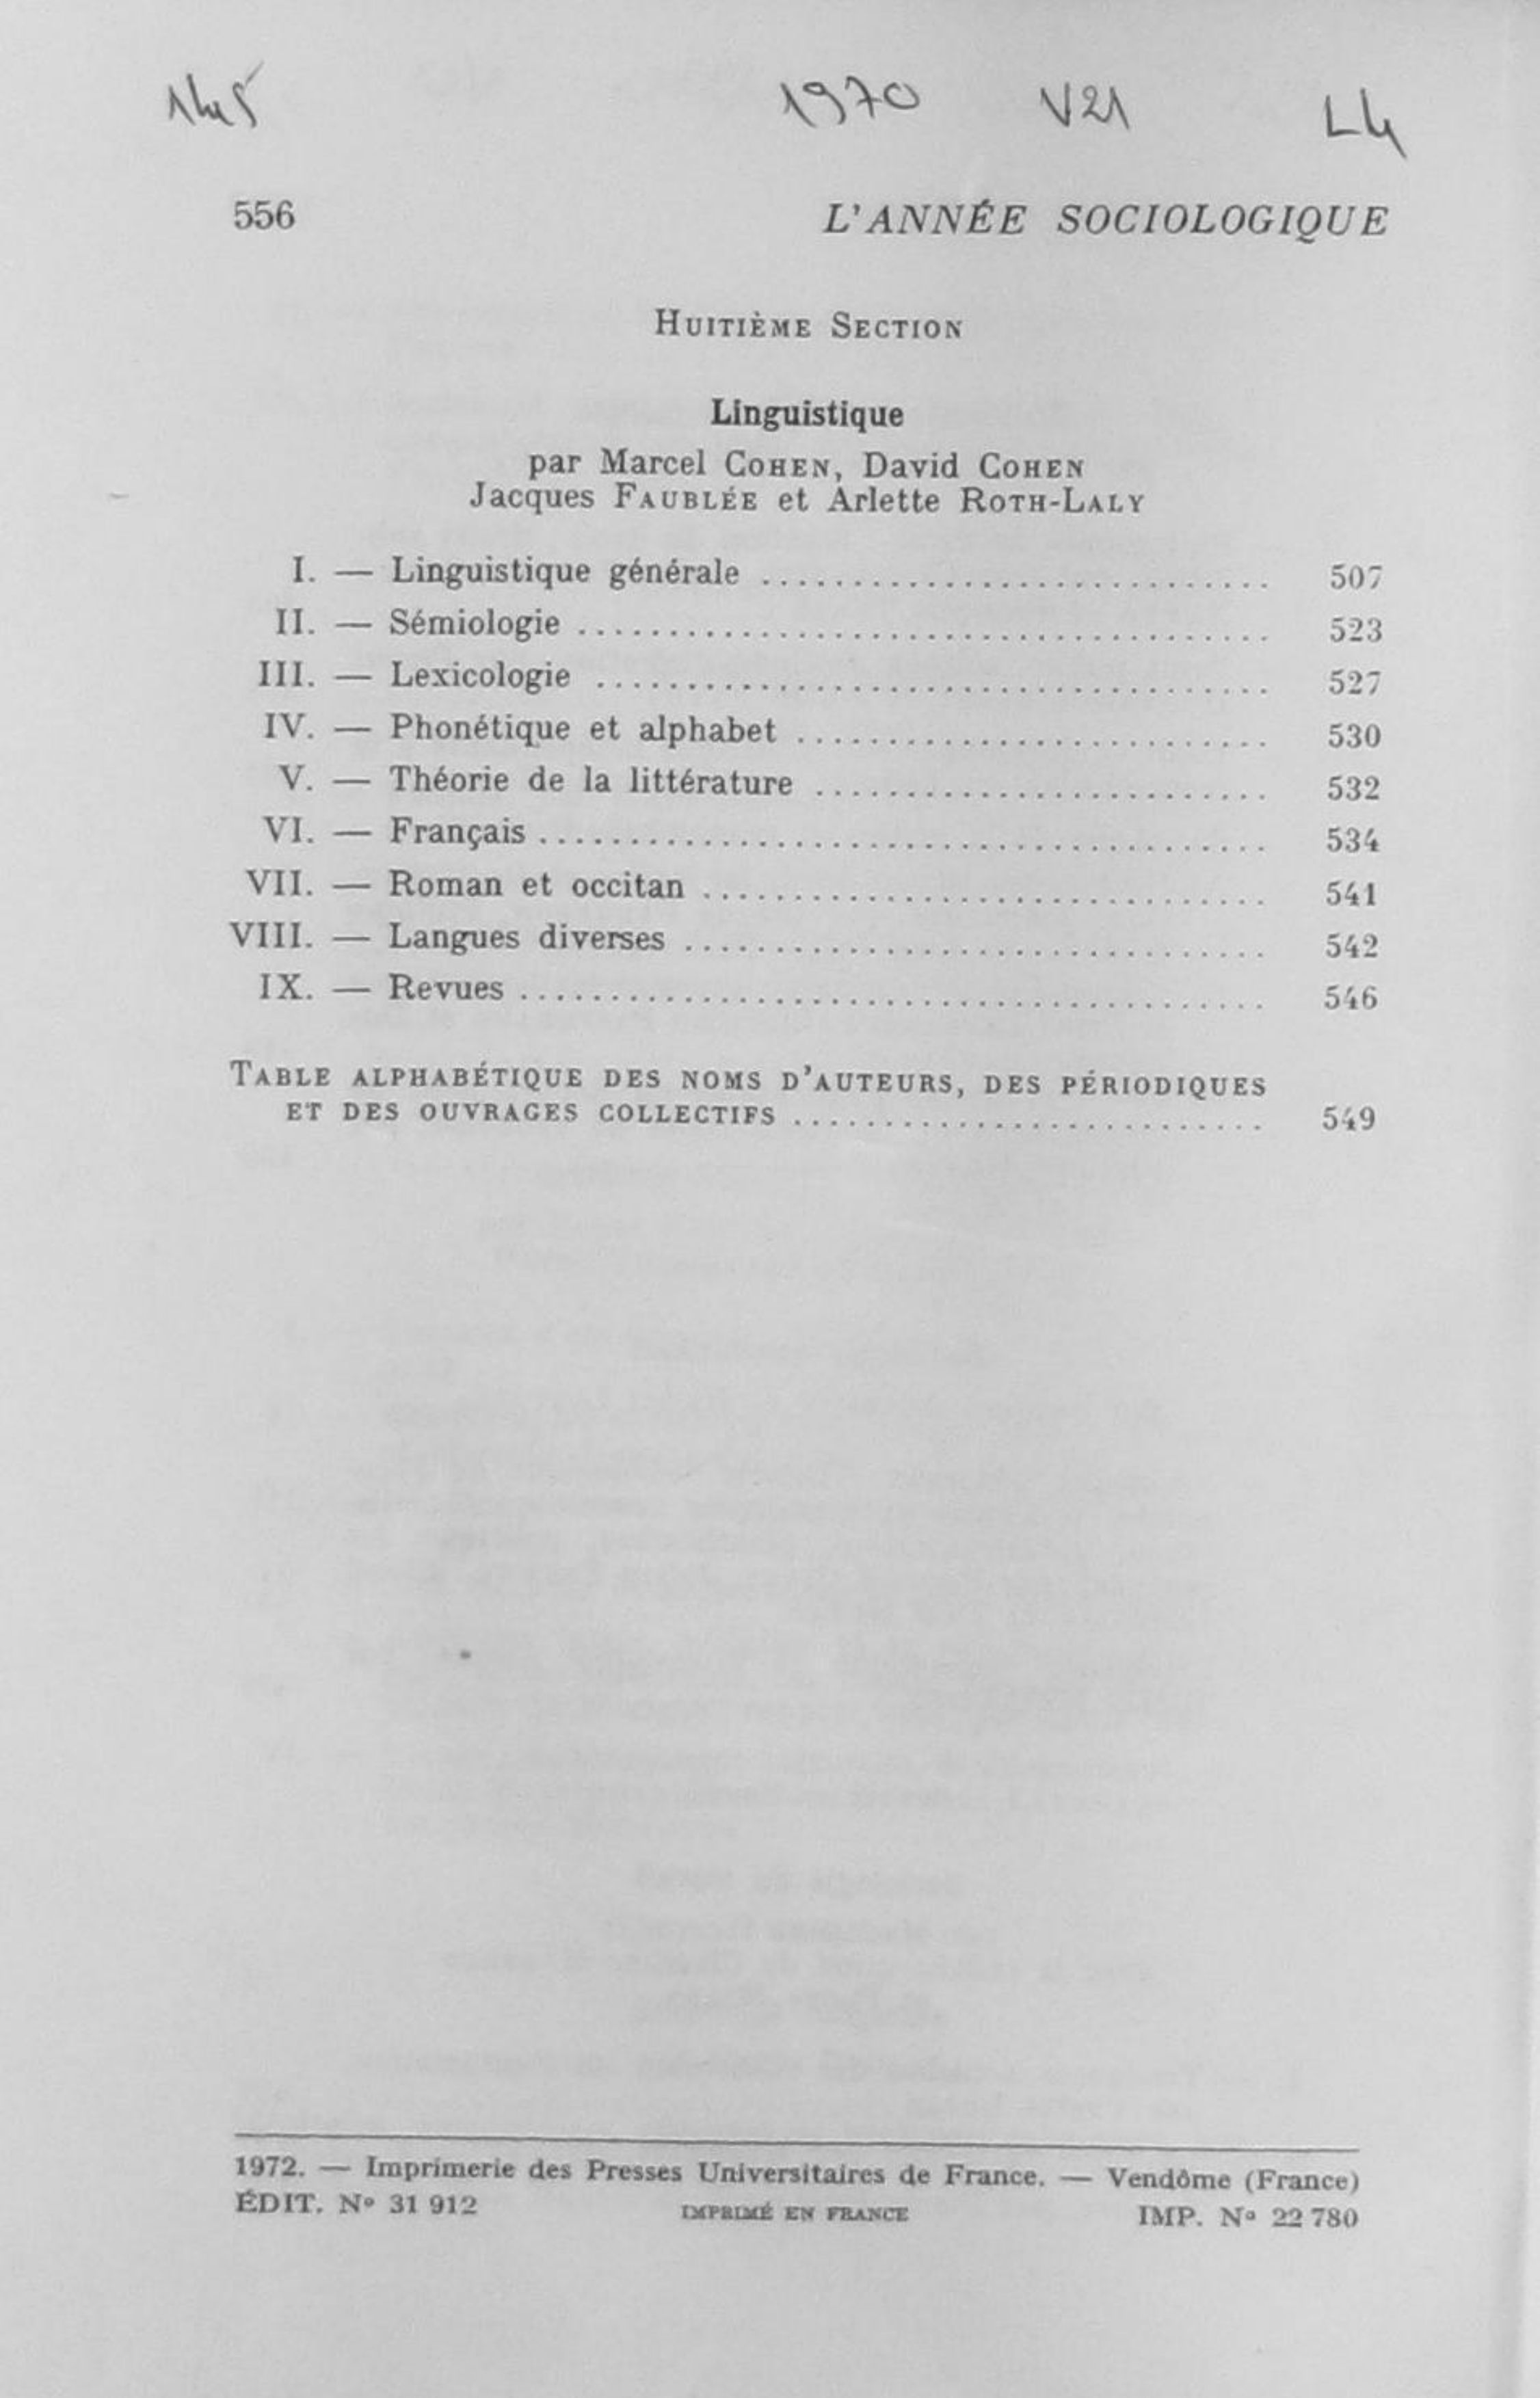 1970 V21 L4
556 L'ANNÉE SOCIOLOGIQUE
HUITIÈME SECTION
Linguistique
par Marcel COHEN, David COHEN
Jacques FAUBLÉE et Arlette ROTH-LALY
I. — Linguistique générale .............................. 507
II. — Sémiologie ...................................... 523
III. — Lexicologie ..................................... 527
IV. — Phonétique et alphabet .......................... 530
V. — Théorie de la littérature ......................... 532
VI. — Français ........................................ 534
VII. — Roman et occitan ............................... 541
VIII. — Langues diverses ................................ 542
IX. — Revues ......................................... 546
TABLE ALPHABÉTIQUE DES NOMS D'AUTEURS, DES PÉRIODIQUES
ET DES OUVRAGES COLLECTIFS .......................... 549
1972. — Imprimerie des Presses Universitaires de France. — Vendôme (France)
ÉDIT. Nº 31 912 IMPRIMÉ EN FRANCE IMP. Nº 22 780